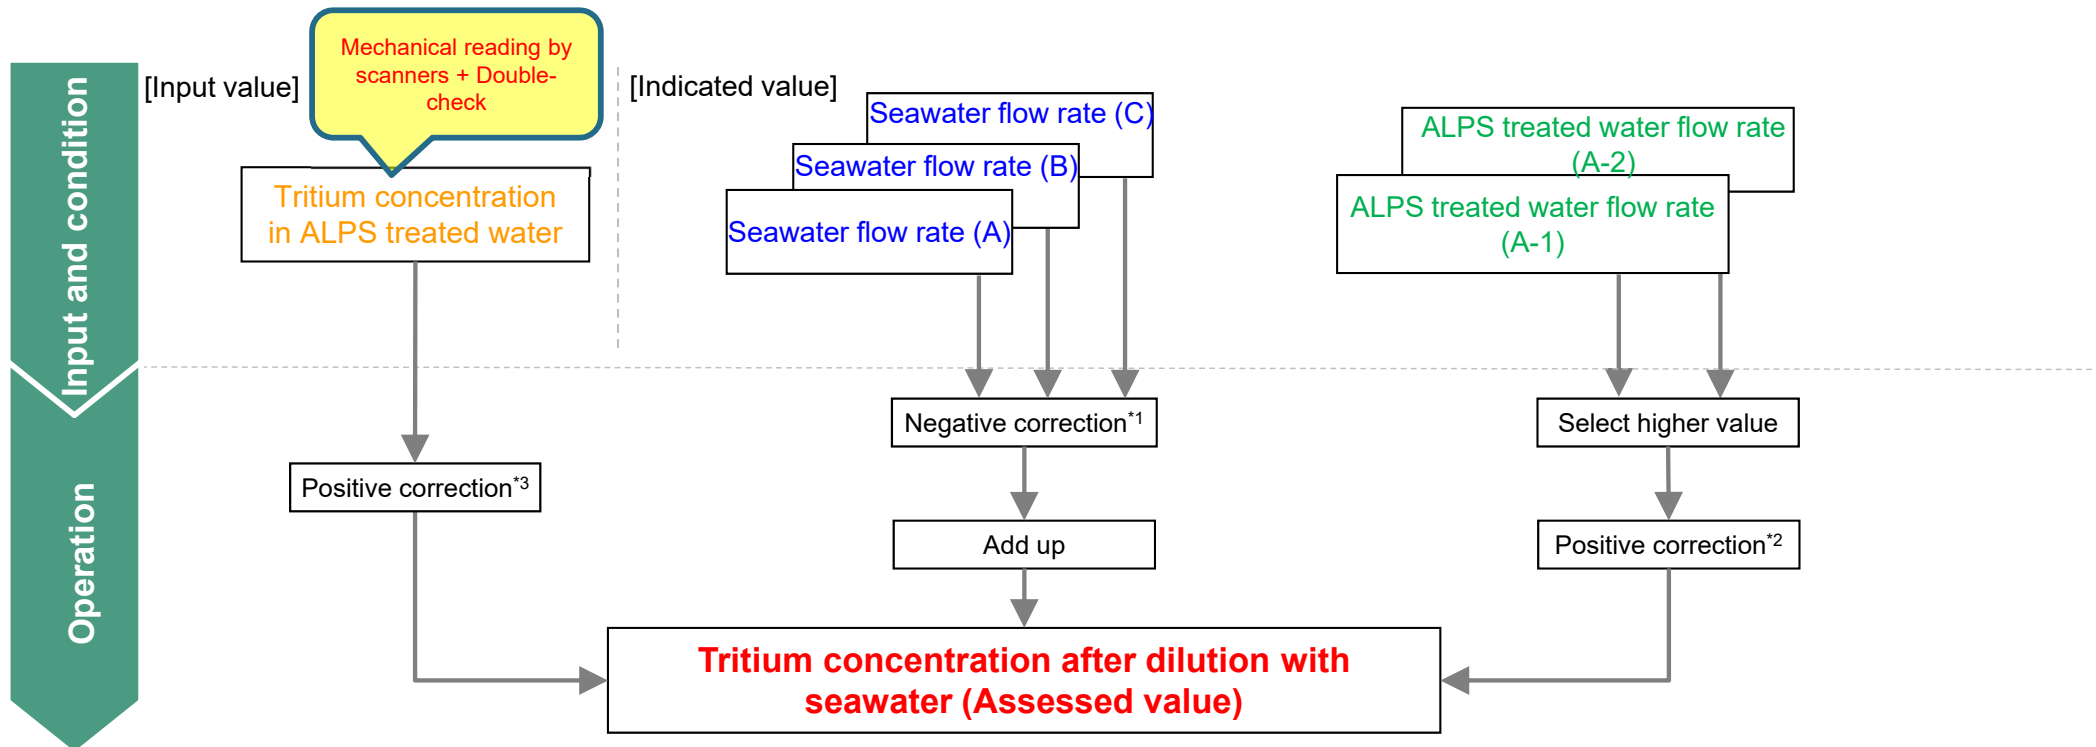 Input and condition
Operation
Mechanical reading by
scanners + Double-
check
[Input value]
[Indicated value]
Tritium concentration
in ALPS treated water
Seawater flow rate (C)
Seawater flow rate (B)
Seawater flow rate (A)
ALPS treated water flow rate
(A-2)
ALPS treated water flow rate
(A-1)
Negative correction*1
Select higher value
Positive correction*3
Add up
Positive correction*2
Tritium concentration after dilution with
seawater (Assessed value)